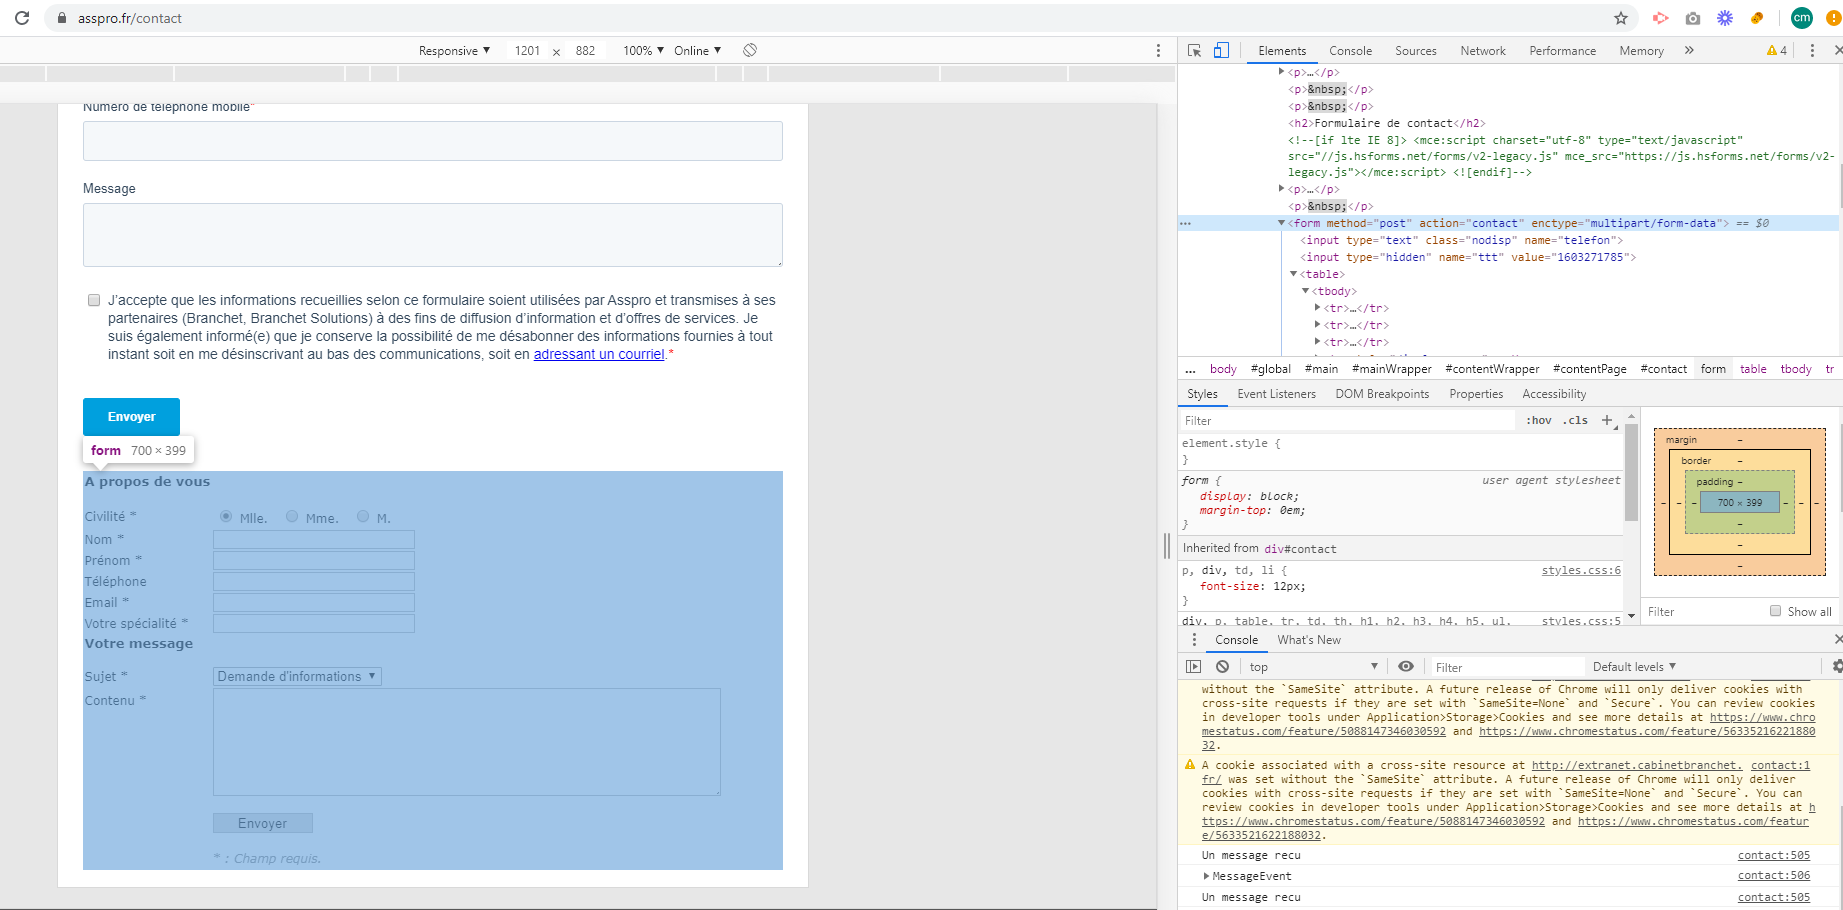 asspro.fr/contact
cm
Responsive ▼ 1201 × 882 100% ▼ Online ▼
Numéro de téléphone mobile*
Message
J'accepte que les informations recueillies selon ce formulaire soient utilisées par Asspro et transmises à ses
partenaires (Branchet, Branchet Solutions) à des fins de diffusion d'information et d'offres de services. Je
suis également informé(e) que je conserve la possibilité de me désabonner des informations fournies à tout
instant soit en me désinscrivant au bas des communications, soit en adressant un courriel.*
Envoyer
form 700 × 399
A propos de vous
Civilité * Mlle. Mme. M.
Nom *
Prénom *
Téléphone
Email *
Votre spécialité *
Votre message
Sujet * Demande d'informations ▼
Contenu *
Envoyer
* : Champ requis.
Elements Console Sources Network Performance Memory » 4
<p>…</p>
<p>&nbsp;</p>
<p>&nbsp;</p>
<h2>Formulaire de contact</h2>
<!--[if lte IE 8]> <mce:script charset="utf-8" type="text/javascript"
src="//js.hsforms.net/forms/v2-legacy.js" mce_src="https://js.hsforms.net/forms/v2-
legacy.js"></mce:script> <![endif]-->
<p>…</p>
<p>&nbsp;</p>
<form method="post" action="contact" enctype="multipart/form-data"> == $0
<input type="text" class="nodisp" name="telefon">
<input type="hidden" name="ttt" value="1603271785">
<table>
<tbody>
<tr>…</tr>
<tr>…</tr>
<tr>…</tr>
... body #global #main #mainWrapper #contentWrapper #contentPage #contact form table tbody tr
Styles Event Listeners DOM Breakpoints Properties Accessibility
Filter :hov .cls +
element.style {
}
form { user agent stylesheet
display: block;
margin-top: 0em;
}
Inherited from div#contact
p, div, td, li { styles.css:6
font-size: 12px;
}
div, p, table, tr, td, th, h1, h2, h3, h4, h5, ul, styles.css:5
margin –
border –
padding –
– – – 700 × 399 – – –
–
–
–
Filter Show all
Console What's New
top ▼ Filter Default levels ▼
without the `SameSite` attribute. A future release of Chrome will only deliver cookies with
cross-site requests if they are set with `SameSite=None` and `Secure`. You can review cookies
in developer tools under Application>Storage>Cookies and see more details at https://www.chro
mestatus.com/feature/5088147346030592 and https://www.chromestatus.com/feature/56335216221880
32.
A cookie associated with a cross-site resource at http://extranet.cabinetbranchet. contact:1
fr/ was set without the `SameSite` attribute. A future release of Chrome will only deliver
cookies with cross-site requests if they are set with `SameSite=None` and `Secure`. You can
review cookies in developer tools under Application>Storage>Cookies and see more details at h
ttps://www.chromestatus.com/feature/5088147346030592 and https://www.chromestatus.com/featur
e/5633521622188032.
Un message recu contact:505
MessageEvent contact:506
Un message recu contact:505